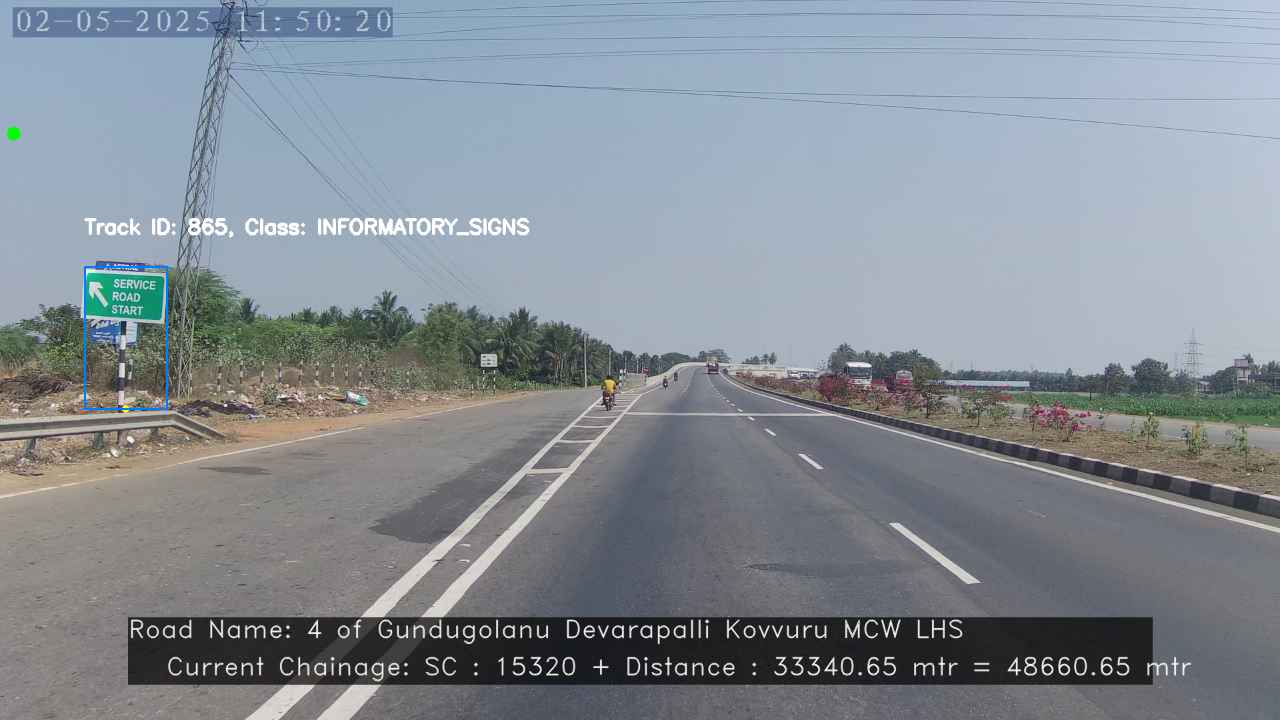 02-05-2025 11:50:20
Track ID: 865, Class: INFORMATORY_SIGNS
SERVICE
ROAD
START
Road Name: 4 of Gundugolanu Devarapalli Kovvuru MCW LHS
Current Chainage: SC : 15320 + Distance : 33340.65 mtr = 48660.65 mtr